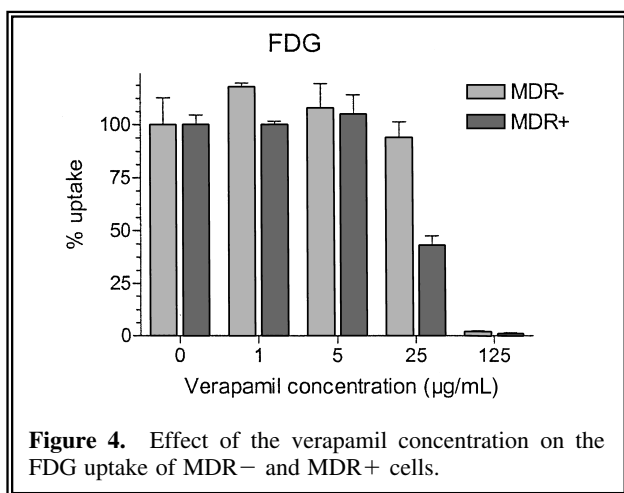 FDG
MDR-
MDR+
% uptake
100
75
50
25
0
0 1 5 25 125
Verapamil concentration (µg/mL)
Figure 4. Effect of the verapamil concentration on the
FDG uptake of MDR− and MDR+ cells.